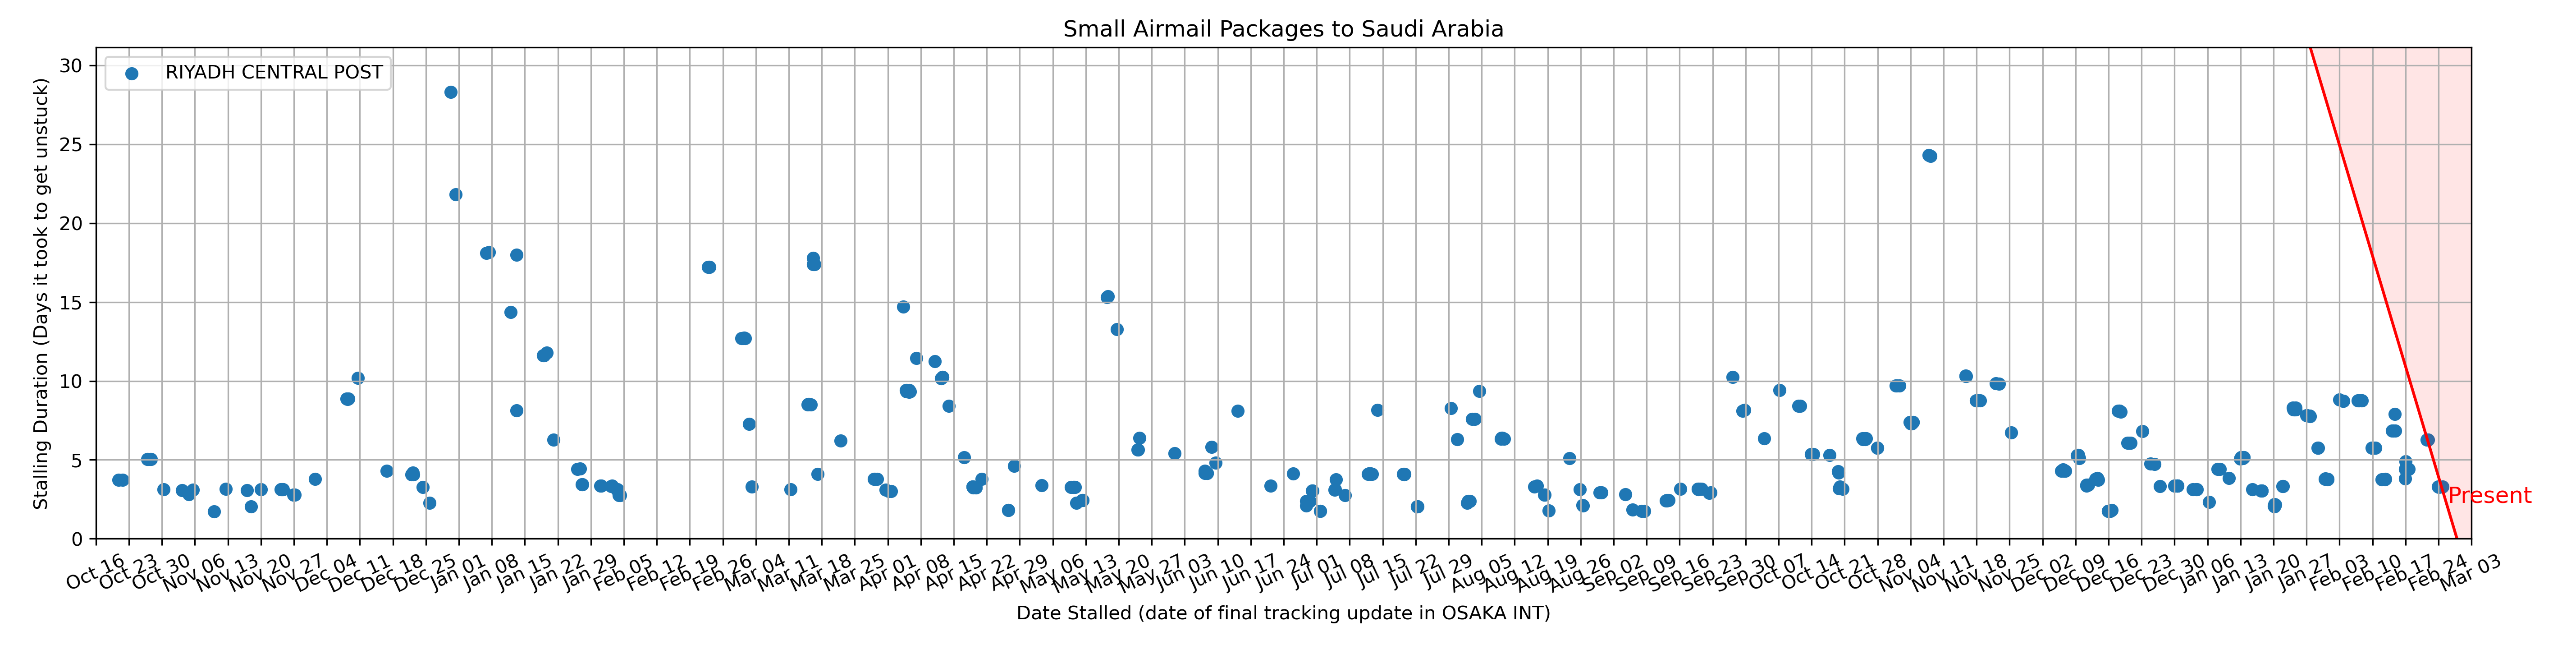 Small Airmail Packages to Saudi Arabia
RIYADH CENTRAL POST
Stalling Duration (Days it took to get unstuck)
30
25
20
15
10
5
0
Present
Oct 16 Oct 23 Oct 30 Nov 06 Nov 13 Nov 20 Nov 27 Dec 04 Dec 11 Dec 18 Dec 25 Jan 01 Jan 08 Jan 15 Jan 22 Jan 29 Feb 05 Feb 12 Feb 19 Feb 26 Mar 04 Mar 11 Mar 18 Mar 25 Apr 01 Apr 08 Apr 15 Apr 22 Apr 29 May 06 May 13 May 20 May 27 Jun 03 Jun 10 Jun 17 Jun 24 Jul 01 Jul 08 Jul 15 Jul 22 Jul 29 Aug 05 Aug 12 Aug 19 Aug 26 Sep 02 Sep 09 Sep 16 Sep 23 Sep 30 Oct 07 Oct 14 Oct 21 Oct 28 Nov 04 Nov 11 Nov 18 Nov 25 Dec 02 Dec 09 Dec 16 Dec 23 Dec 30 Jan 06 Jan 13 Jan 20 Jan 27 Feb 03 Feb 10 Feb 17 Feb 24 Mar 03
Date Stalled (date of final tracking update in OSAKA INT)